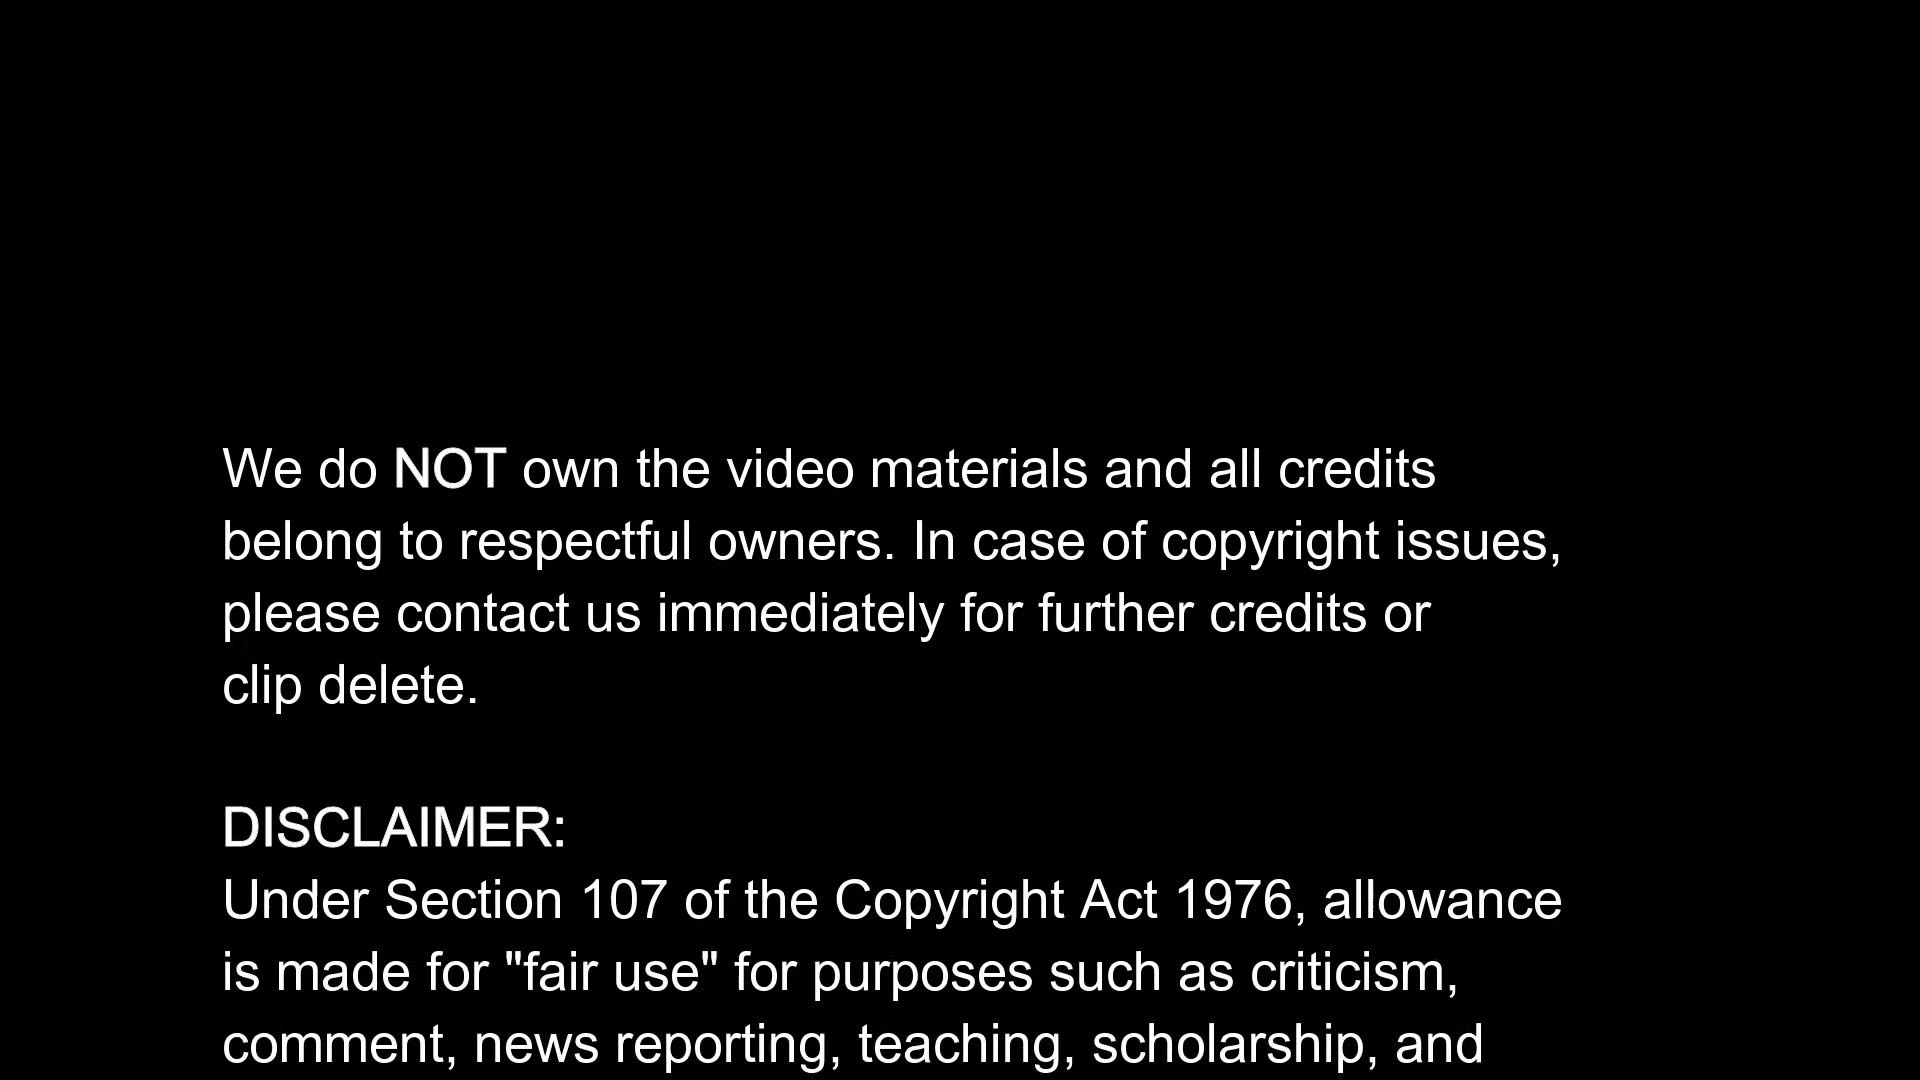 We do NOT own the video materials and all credits
belong to respectful owners. In case of copyright issues,
please contact us immediately for further credits or
clip delete.
DISCLAIMER:
Under Section 107 of the Copyright Act 1976, allowance
is made for "fair use" for purposes such as criticism,
comment, news reporting, teaching, scholarship, and